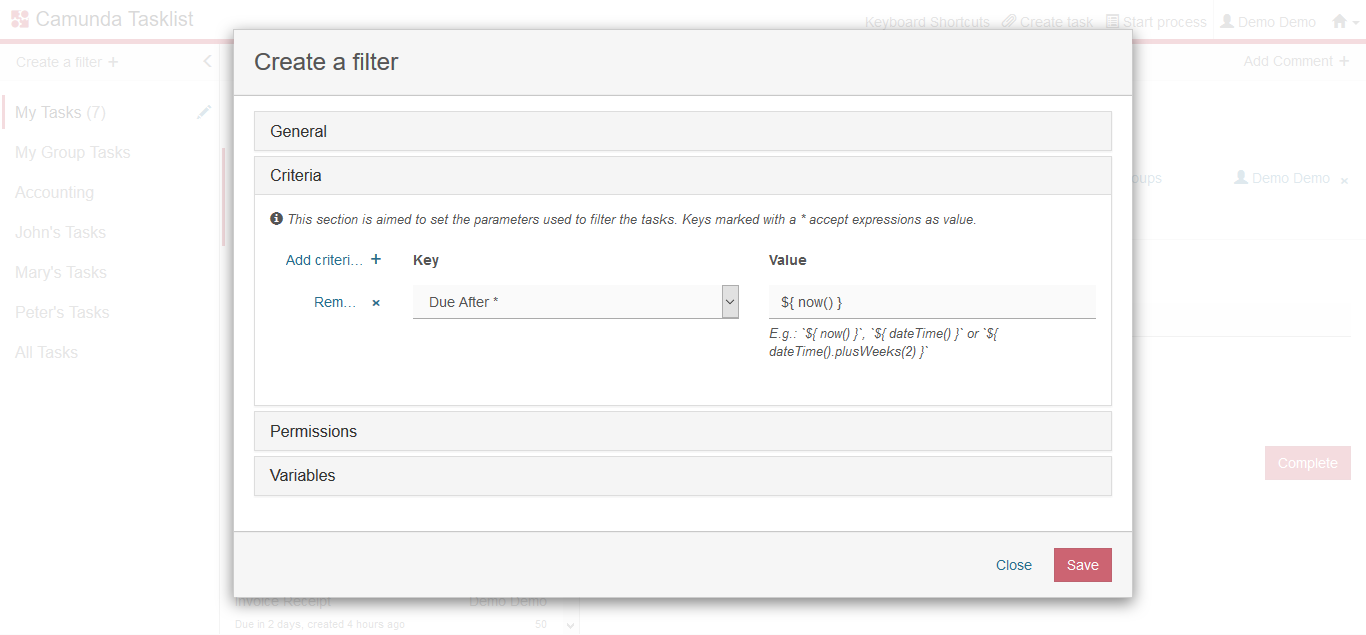 Camunda Tasklist
Keyboard Shortcuts Create task Start process Demo Demo
Create a filter +
Add Comment +
My Tasks (7)
My Group Tasks
Accounting
John's Tasks
Mary's Tasks
Peter's Tasks
All Tasks
Create a filter
General
Criteria
This section is aimed to set the parameters used to filter the tasks. Keys marked with a * accept expressions as value.
Add criteri... + Key Value
Rem... × Due After * ${ now() }
E.g.: `${ now() }`, `${ dateTime() }` or `${
dateTime().plusWeeks(2) }`
Permissions
Variables
Close Save
oups Demo Demo ×
Complete
Invoice Receipt Demo Demo
Due in 2 days, created 4 hours ago 50